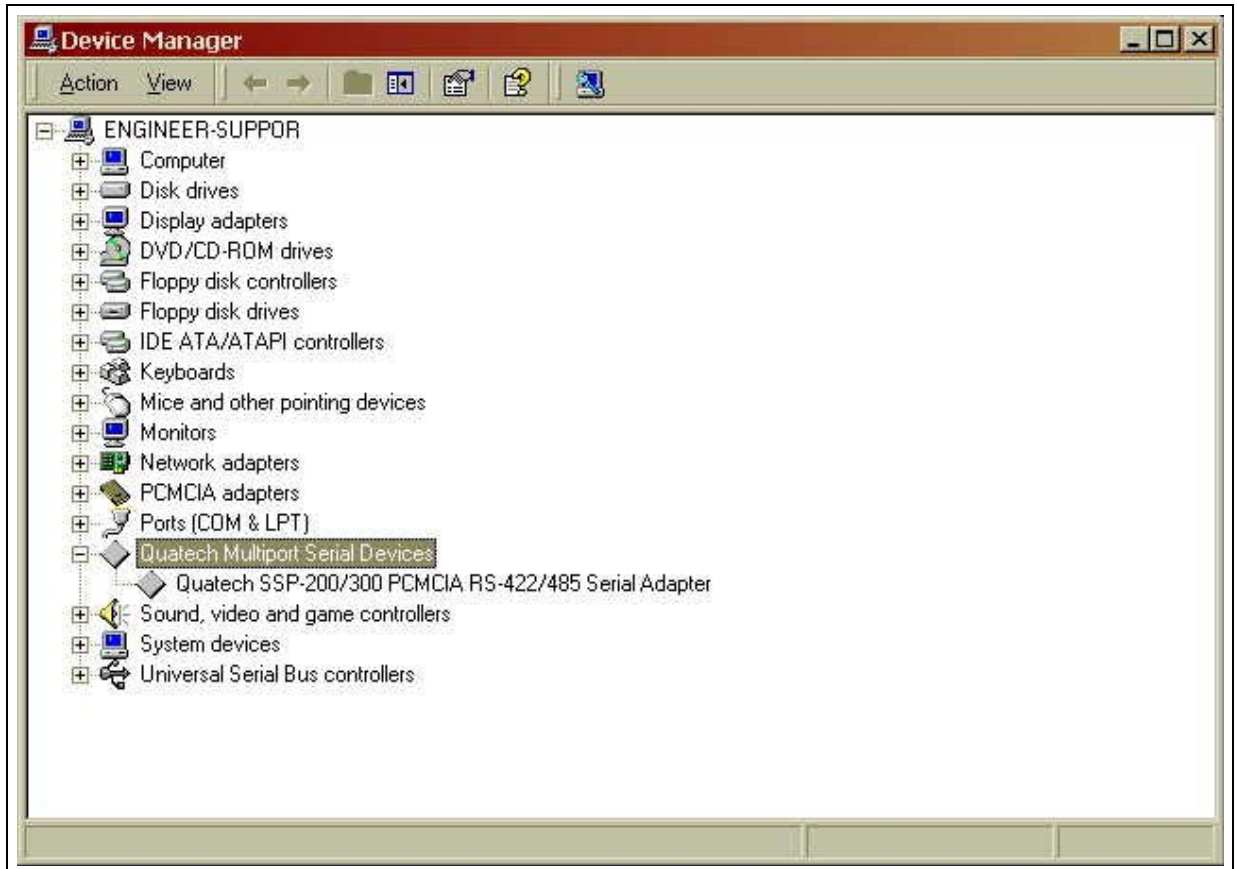 Device Manager
Action View
ENGINEER-SUPPOR
Computer
Disk drives
Display adapters
DVD/CD-ROM drives
Floppy disk controllers
Floppy disk drives
IDE ATA/ATAPI controllers
Keyboards
Mice and other pointing devices
Monitors
Network adapters
PCMCIA adapters
Ports (COM & LPT)
Quatech Multiport Serial Devices
Quatech SSP-200/300 PCMCIA RS-422/485 Serial Adapter
Sound, video and game controllers
System devices
Universal Serial Bus controllers